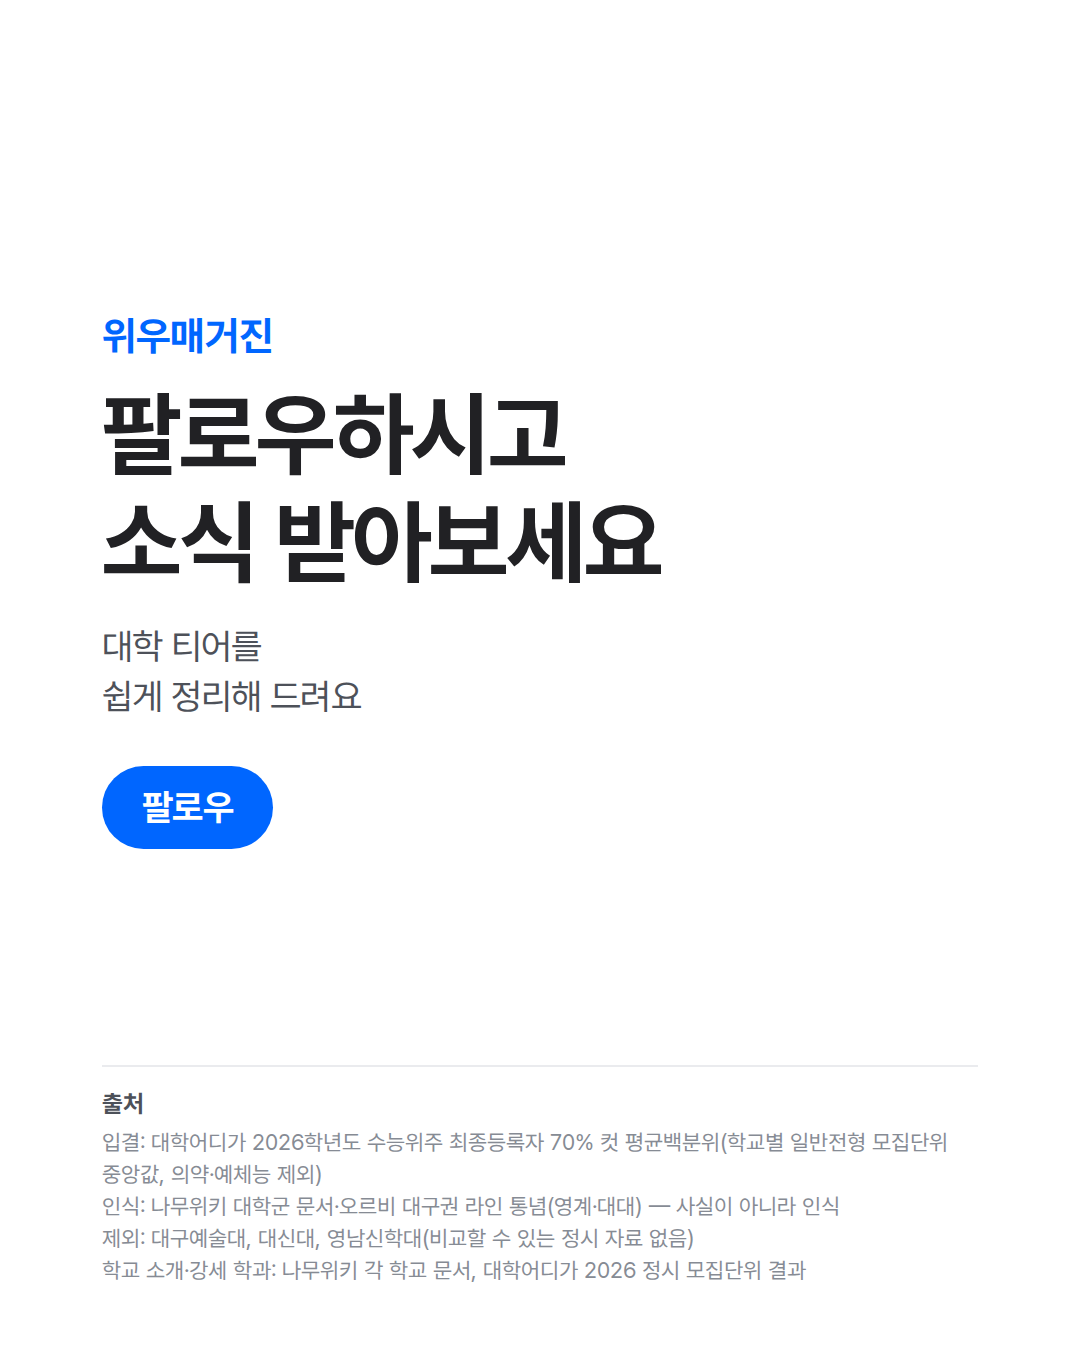 위우매거진
팔로우하시고
소식 받아보세요
대학 티어를
쉽게 정리해 드려요
팔로우
출처
입결: 대학어디가 2026학년도 수능위주 최종등록자 70% 컷 평균백분위(학교별 일반전형 모집단위
중앙값, 의약·예체능 제외)
인식: 나무위키 대학군 문서·오르비 대구권 라인 통념(영계·대대) — 사실이 아니라 인식
제외: 대구예술대, 대신대, 영남신학대(비교할 수 있는 정시 자료 없음)
학교 소개·강세 학과: 나무위키 각 학교 문서, 대학어디가 2026 정시 모집단위 결과